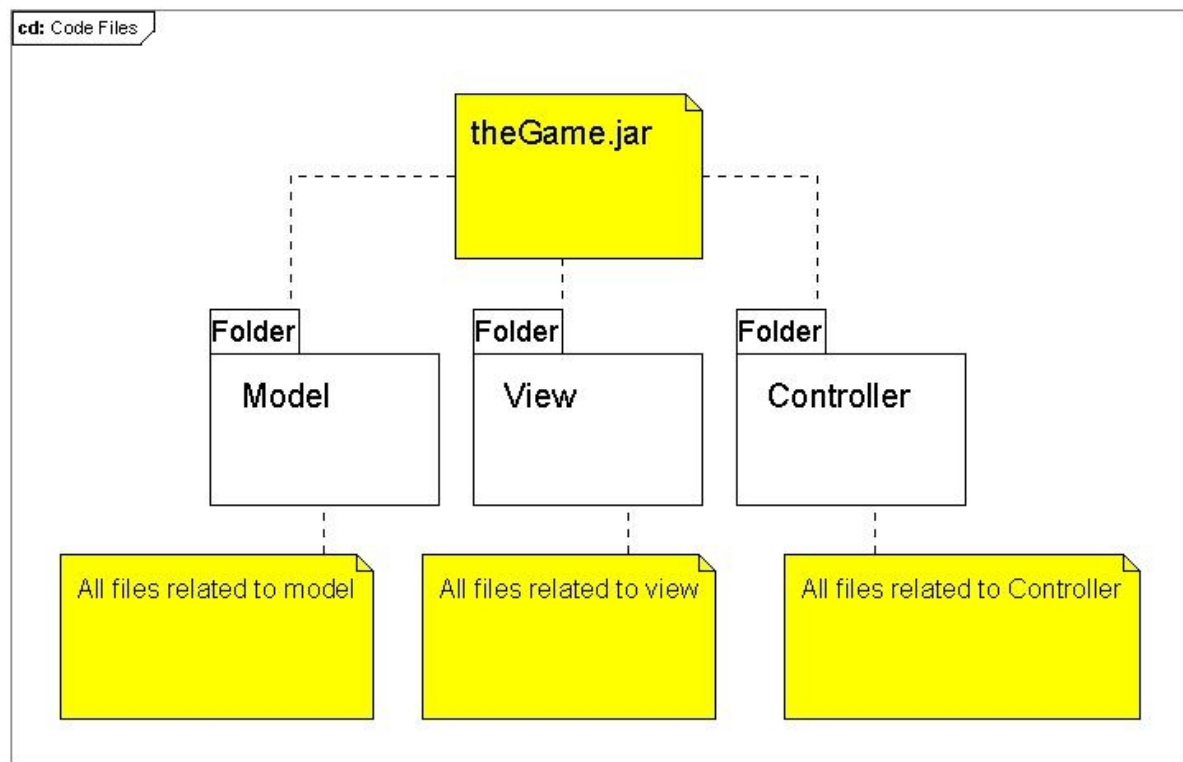 cd: Code Files
theGame.jar
Folder
Folder
Folder
Model
View
Controller
All files related to model
All files related to view
All files related to Controller